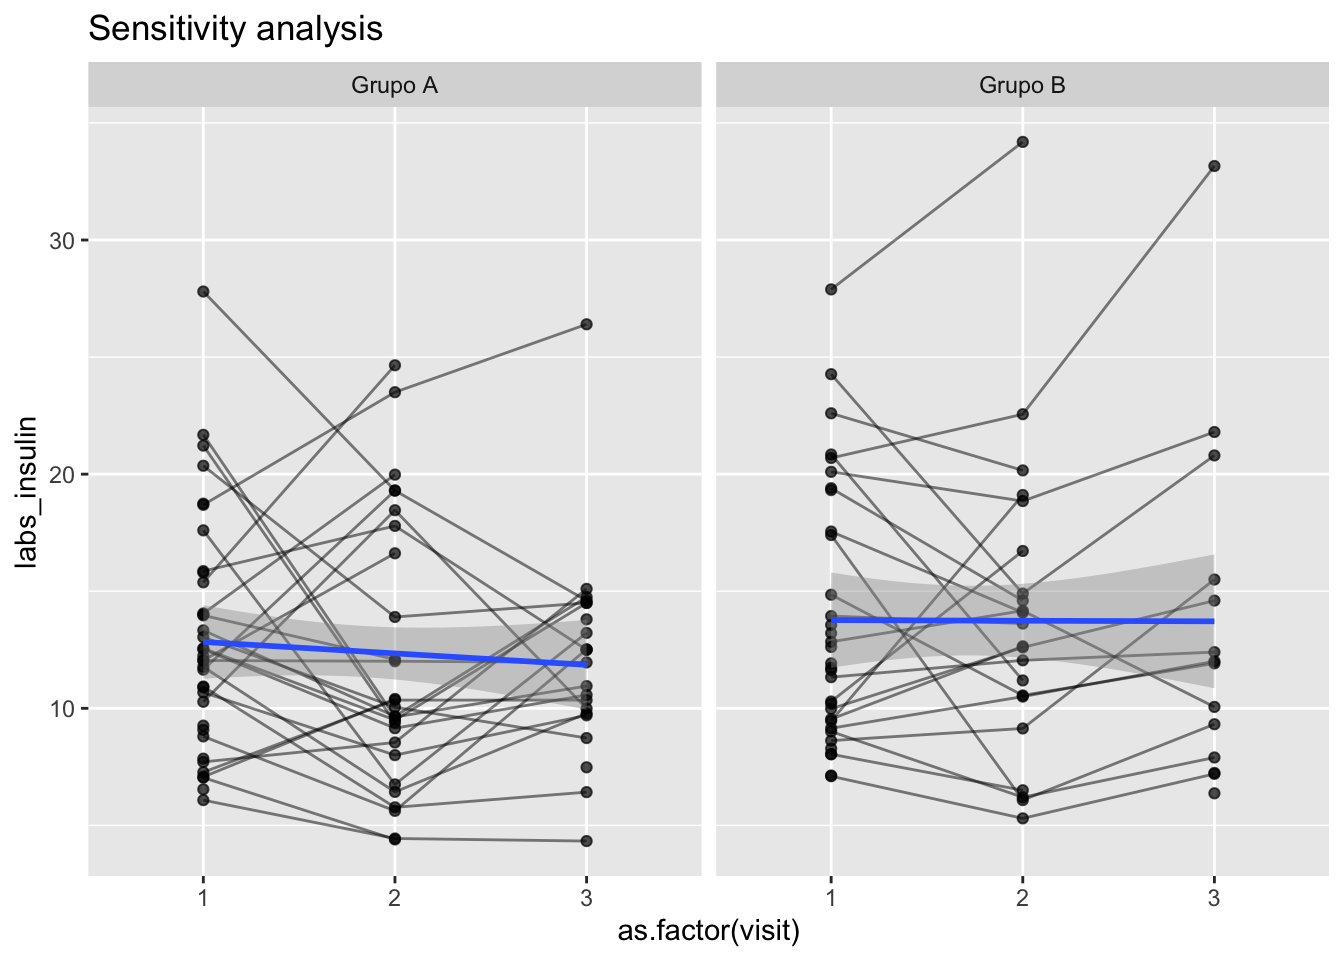 Sensitivity analysis
Grupo A
Grupo B
30
20
10
labs_insulin
1
2
3
1
2
3
as.factor(visit)